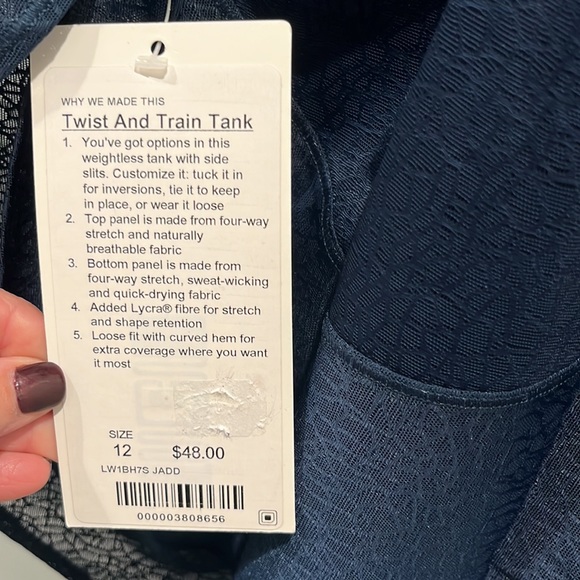 WHY WE MADE THIS
Twist And Train Tank
1. You've got options in this
weightless tank with side
slits. Customize it: tuck it in
for inversions, tie it to keep
in place, or wear it loose
2. Top panel is made from four-way
stretch and naturally
breathable fabric
3. Bottom panel is made from
four-way stretch, sweat-wicking
and quick-drying fabric
4. Added Lycra® fibre for stretch
and shape retention
5. Loose fit with curved hem for
extra coverage where you want
it most
SIZE
12 $48.00
LW1BH7S JADD
000003808656